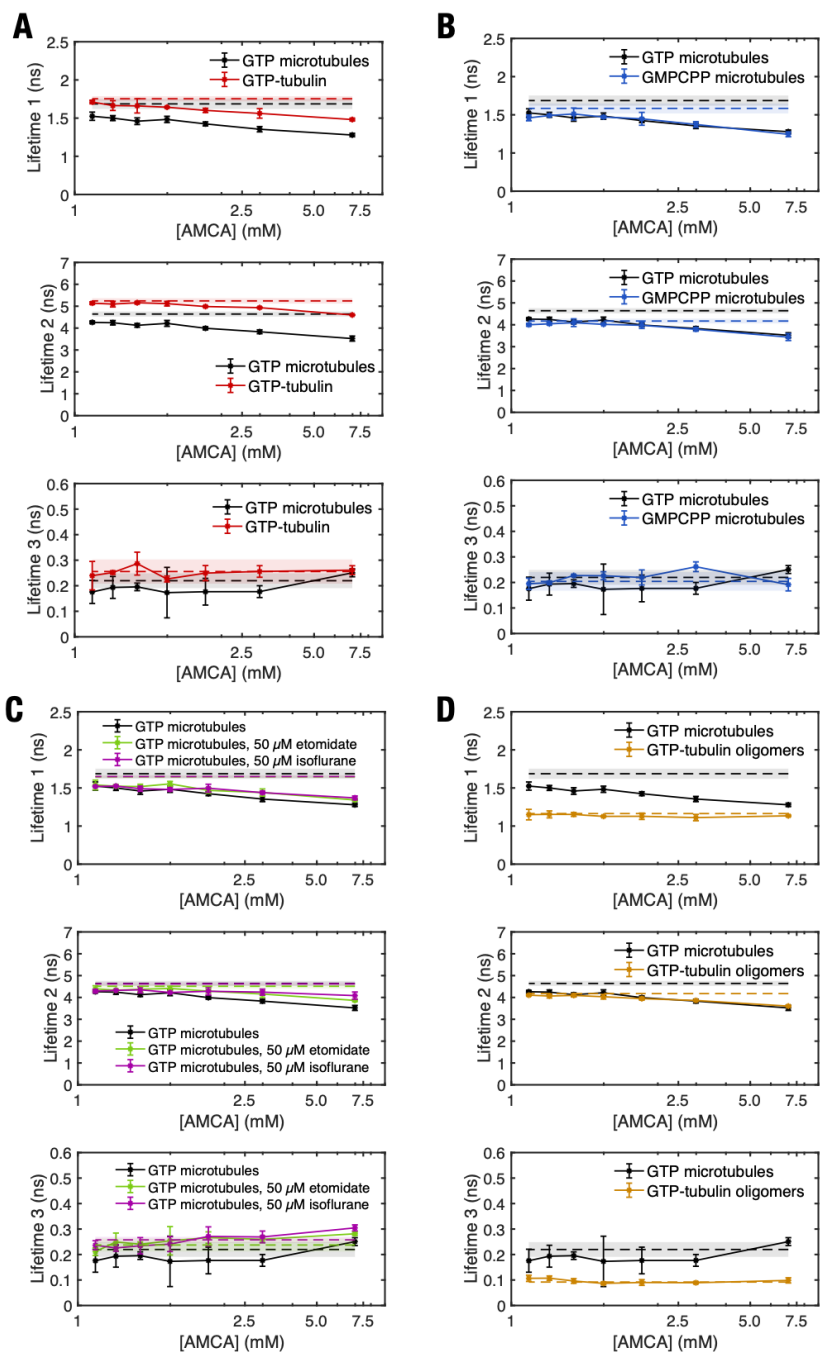 A
2.5
2
1.5
1
0
Lifetime 1 (ns)
GTP microtubules
GTP-tubulin
1
2.5
5.0
7.5
[AMCA] (mM)
7
6
5
4
3
2
1
0
Lifetime 2 (ns)
GTP microtubules
GTP-tubulin
1
2.5
5.0
7.5
[AMCA] (mM)
0.6
0.5
0.4
0.3
0.2
0.1
0
Lifetime 3 (ns)
GTP microtubules
GTP-tubulin
1
2.5
5.0
7.5
[AMCA] (mM)
B
2.5
2
1.5
1
0
Lifetime 1 (ns)
GTP microtubules
GMPCPP microtubules
1
2.5
5.0
7.5
[AMCA] (mM)
7
6
5
4
3
2
1
0
Lifetime 2 (ns)
GTP microtubules
GMPCPP microtubules
1
2.5
5.0
7.5
[AMCA] (mM)
0.6
0.5
0.4
0.3
0.2
0.1
0
Lifetime 3 (ns)
GTP microtubules
GMPCPP microtubules
1
2.5
5.0
7.5
[AMCA] (mM)
C
2.5
2
1.5
1
0
Lifetime 1 (ns)
GTP microtubules
GTP microtubules, 50 μM etomidate
GTP microtubules, 50 μM isoflurane
1
2.5
5.0
7.5
[AMCA] (mM)
7
6
5
4
3
2
1
0
Lifetime 2 (ns)
GTP microtubules
GTP microtubules, 50 μM etomidate
GTP microtubules, 50 μM isoflurane
1
2.5
5.0
7.5
[AMCA] (mM)
0.6
0.5
0.4
0.3
0.2
0.1
0
Lifetime 3 (ns)
GTP microtubules
GTP microtubules, 50 μM etomidate
GTP microtubules, 50 μM isoflurane
1
2.5
5.0
7.5
[AMCA] (mM)
D
2.5
2
1.5
1
0
Lifetime 1 (ns)
GTP microtubules
GTP-tubulin oligomers
1
2.5
5.0
7.5
[AMCA] (mM)
7
6
5
4
3
2
1
0
Lifetime 2 (ns)
GTP microtubules
GTP-tubulin oligomers
1
2.5
5.0
7.5
[AMCA] (mM)
0.6
0.5
0.4
0.3
0.2
0.1
0
Lifetime 3 (ns)
GTP microtubules
GTP-tubulin oligomers
1
2.5
5.0
7.5
[AMCA] (mM)